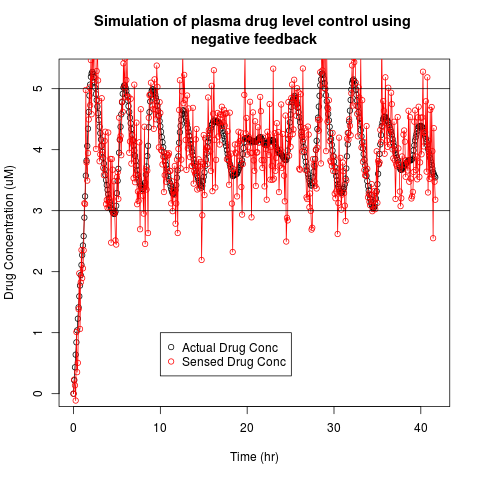 Simulation of plasma drug level control using
negative feedback
Drug Concentration (uM)
5
4
3
2
1
0
Actual Drug Conc
Sensed Drug Conc
0 10 20 30 40
Time (hr)